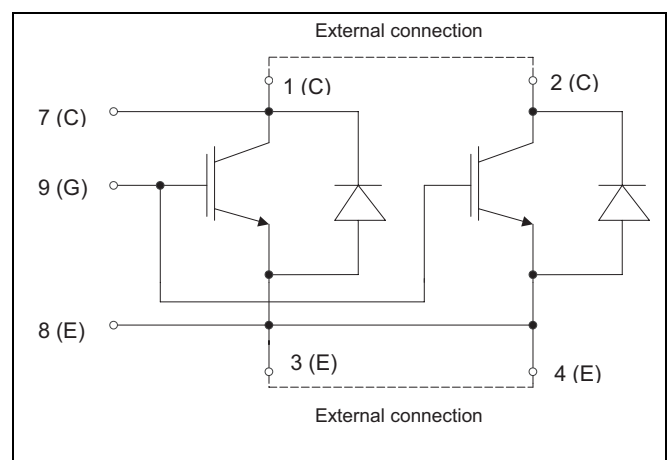 External connection
1 (C)
2 (C)
7 (C)
9 (G)
8 (E)
3 (E)
4 (E)
External connection